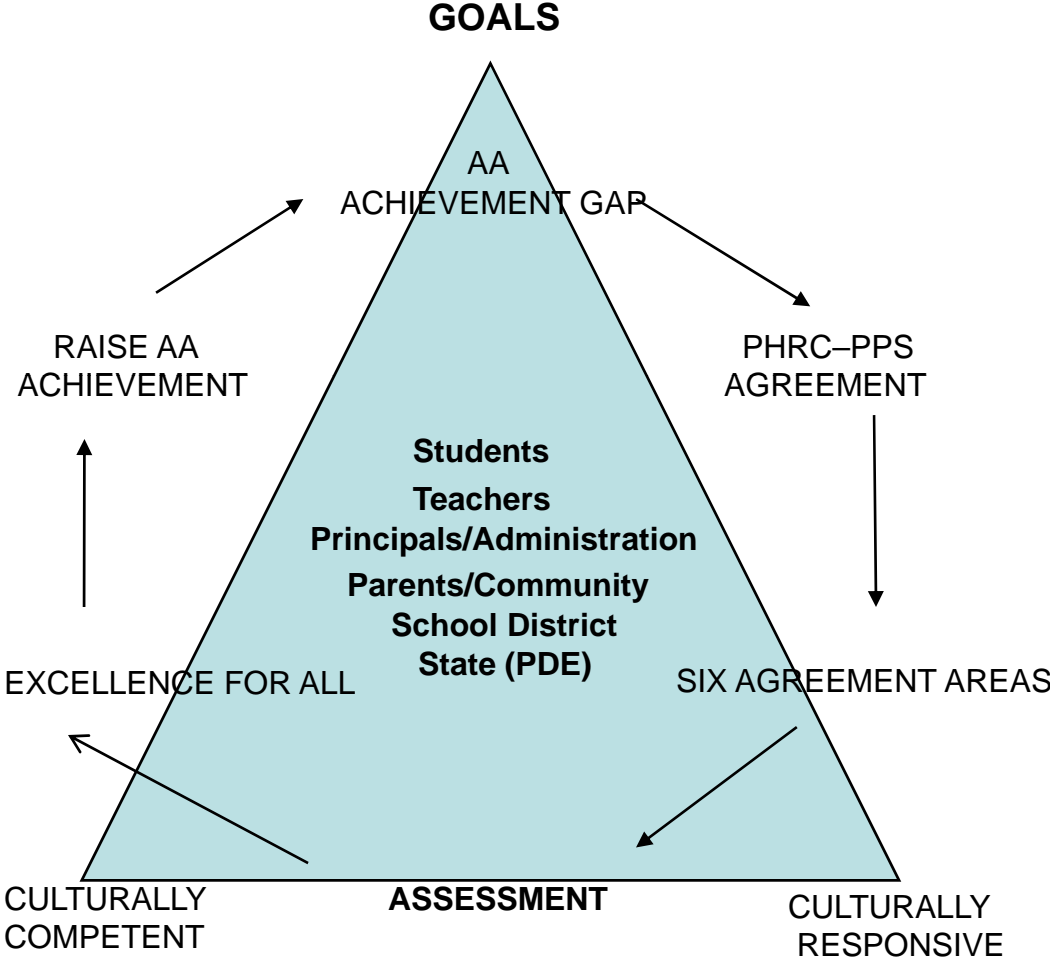 GOALS
AA
ACHIEVEMENT GAP
RAISE AA
ACHIEVEMENT
PHRC–PPS
AGREEMENT
Students
Teachers
Principals/Administration
Parents/Community
School District
State (PDE)
EXCELLENCE FOR ALL
SIX AGREEMENT AREAS
CULTURALLY
COMPETENT
ASSESSMENT
CULTURALLY
RESPONSIVE